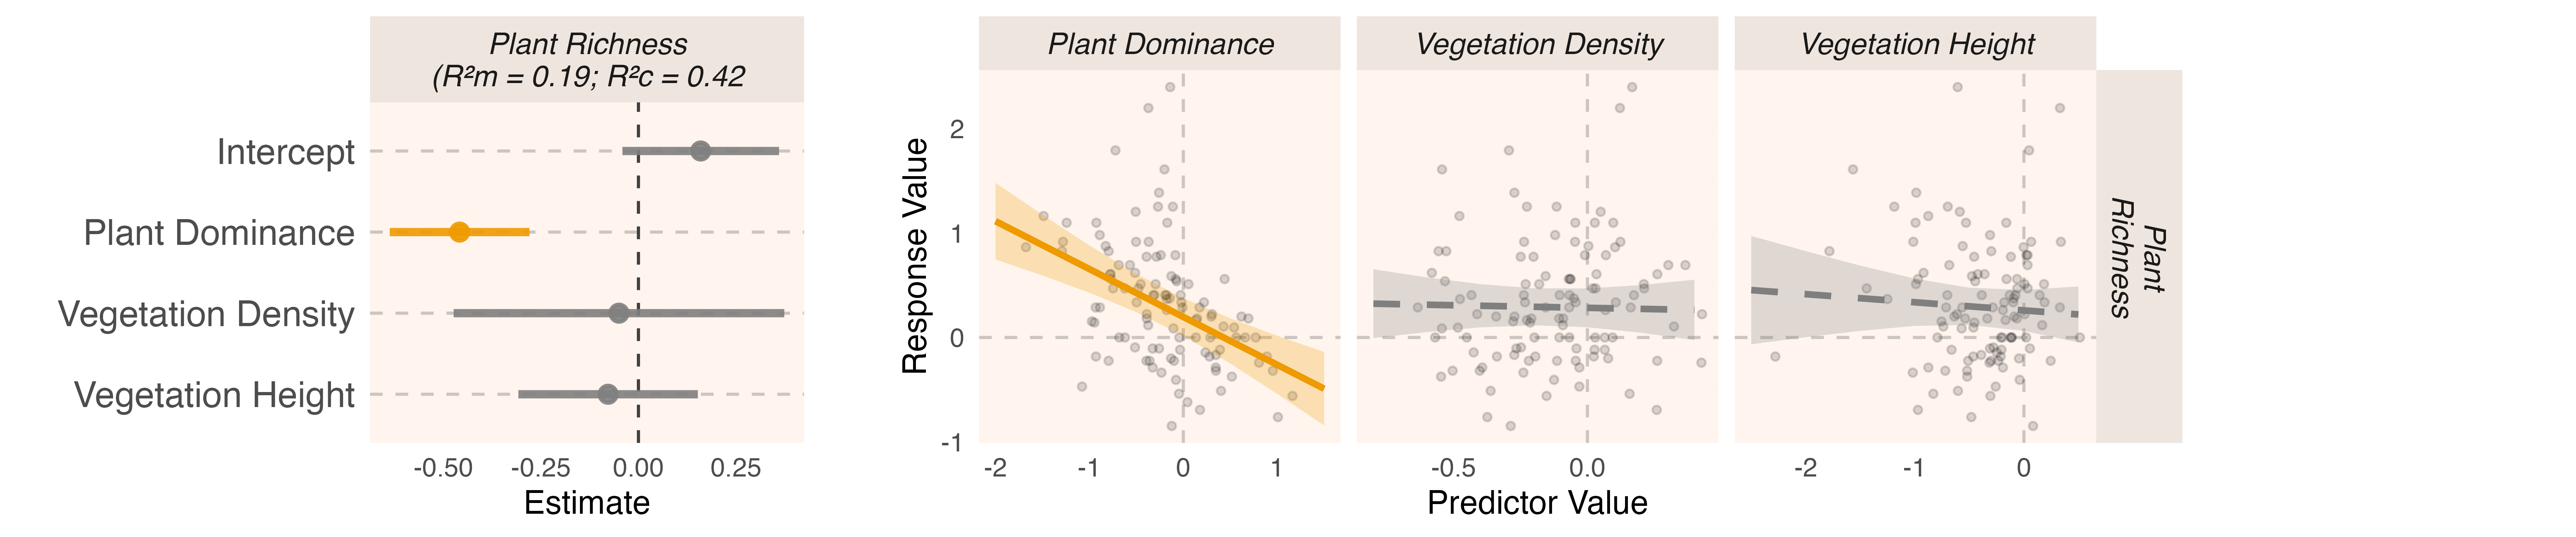 Plant Richness
(R²m = 0.19; R²c = 0.42
Intercept
Plant Dominance
Vegetation Density
Vegetation Height
-0.50 -0.25 0.00 0.25
Estimate
Plant Dominance
Vegetation Density
Vegetation Height
Response Value
2
1
0
-1
-2 -1 0 1
-0.5 0.0
-2 -1 0
Predictor Value
Plant
Richness